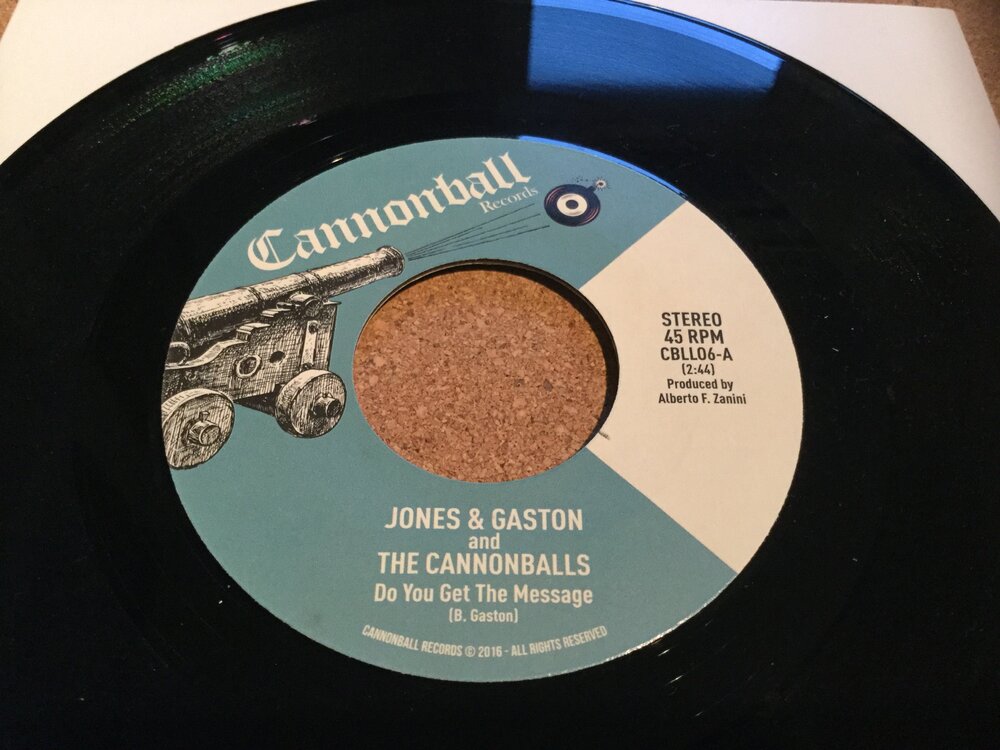 Cannonball
Records
STEREO
45 RPM
CBLL06-A
(2:44)
Produced by
Alberto F. Zanini
JONES & GASTON
and
THE CANNONBALLS
Do You Get The Message
(B. Gaston)
CANNONBALL RECORDS © 2016 - ALL RIGHTS RESERVED